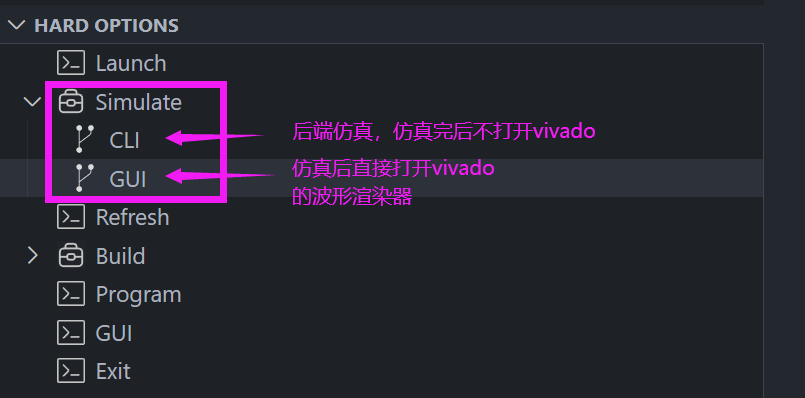 HARD OPTIONS
Launch
Simulate
CLI
后端仿真，仿真完后不打开vivado
GUI
仿真后直接打开vivado
的波形渲染器
Refresh
Build
Program
GUI
Exit